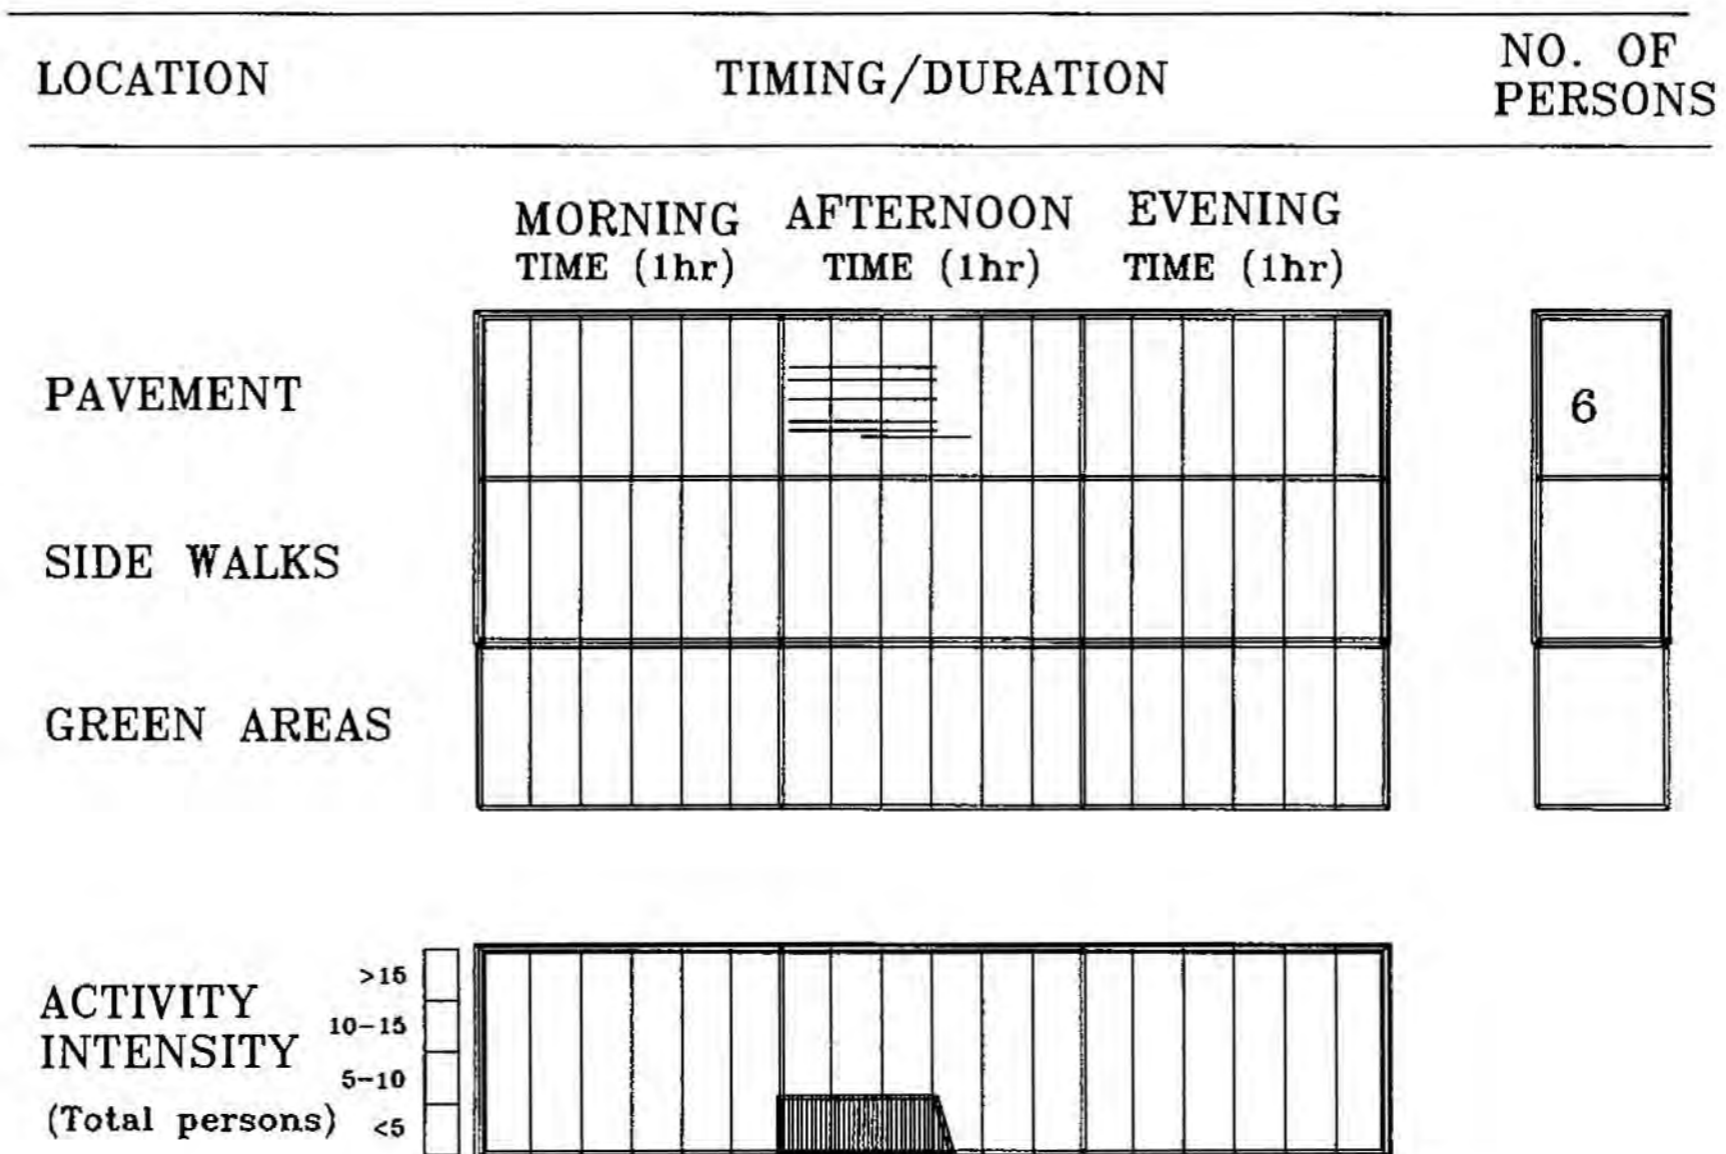 LOCATION TIMING/DURATION NO. OF PERSONS
MORNING AFTERNOON EVENING
TIME (1hr) TIME (1hr) TIME (1hr)
PAVEMENT 6
SIDE WALKS
GREEN AREAS
>15
ACTIVITY
10-15
INTENSITY
5-10
(Total persons) <5